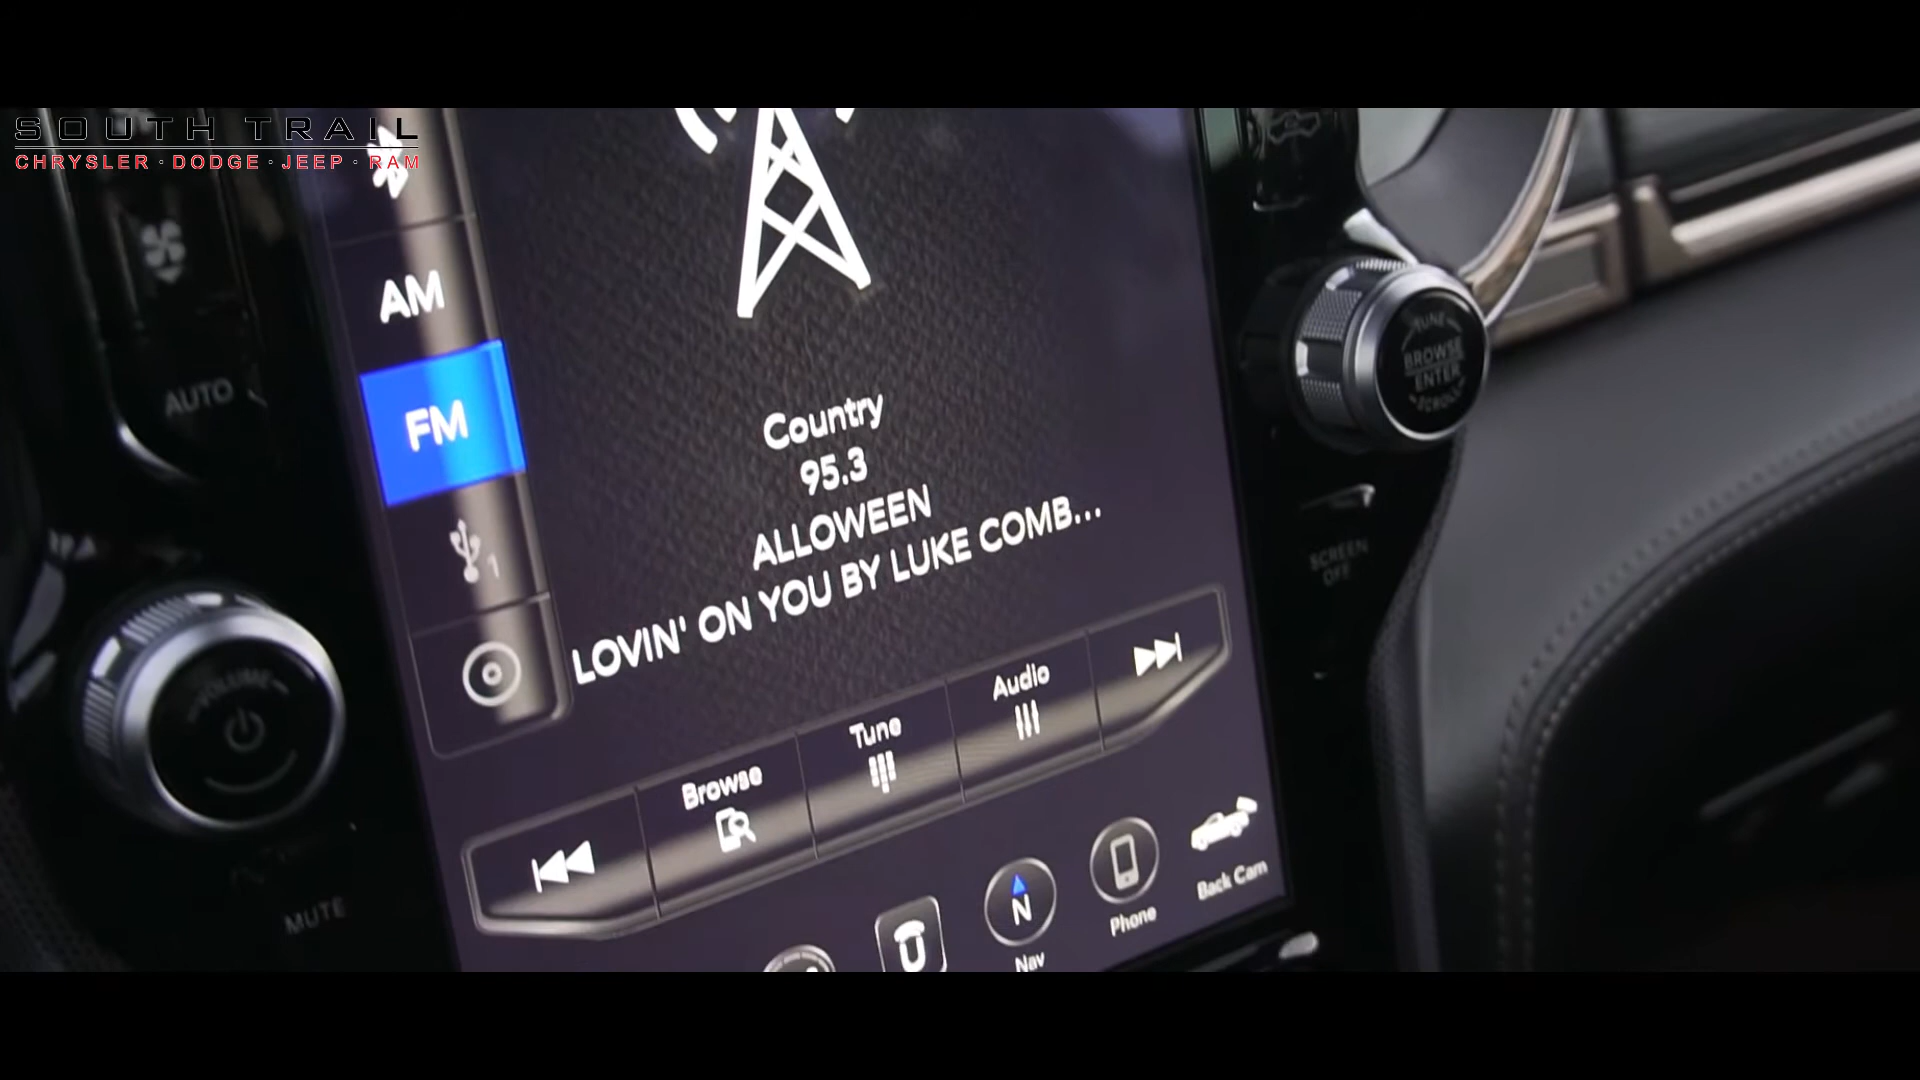 SOUTH TRAIL
CHRYSLER · DODGE · JEEP · RAM
AM
AUTO
FM
1
Country
95.3
ALLOWEEN
LOVIN' ON YOU BY LUKE COMB...
TUNE
BROWSE
ENTER
SCROLL
SCREEN
OFF
VOLUME
MUTE
Browse
Tune
Audio
N
Nav
Phone
Back Cam